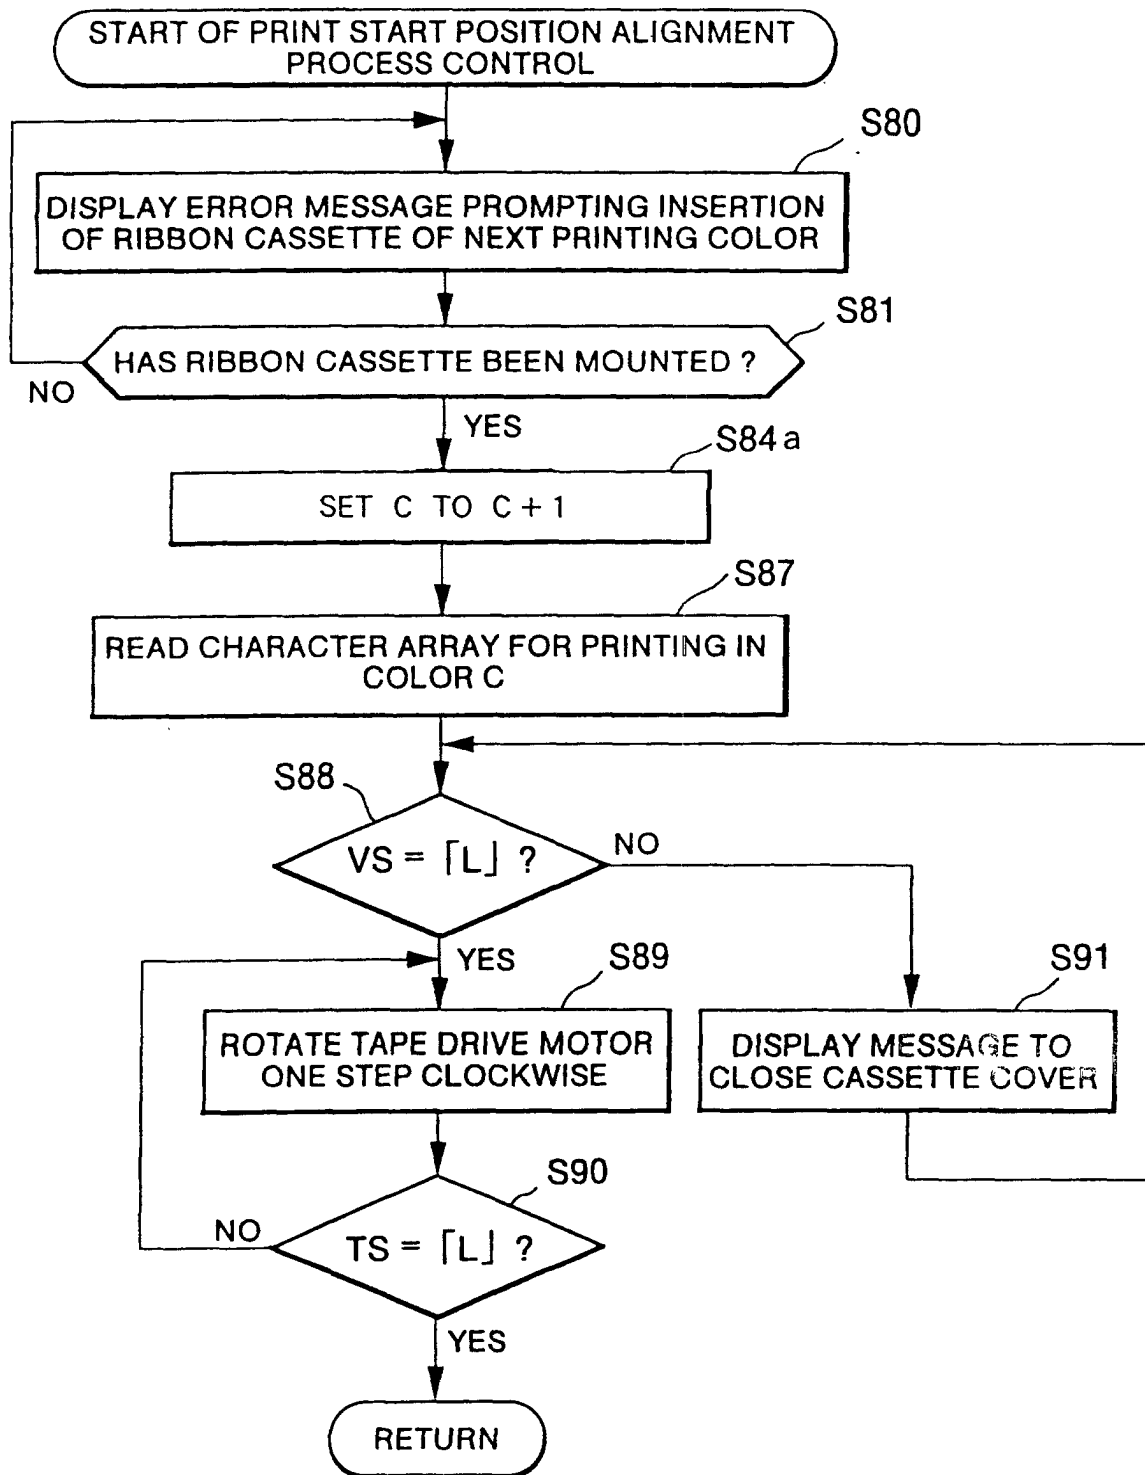 START OF PRINT START POSITION ALIGNMENT
PROCESS CONTROL
S80
DISPLAY ERROR MESSAGE PROMPTING INSERTION
OF RIBBON CASSETTE OF NEXT PRINTING COLOR
S81
HAS RIBBON CASSETTE BEEN MOUNTED ?
NO
YES
S84a
SET C TO C + 1
S87
READ CHARACTER ARRAY FOR PRINTING IN
COLOR C
S88
VS = ⌈L⌋ ?
NO
YES
S89
ROTATE TAPE DRIVE MOTOR
ONE STEP CLOCKWISE
S91
DISPLAY MESSAGE TO
CLOSE CASSETTE COVER
S90
TS = ⌈L⌋ ?
NO
YES
RETURN